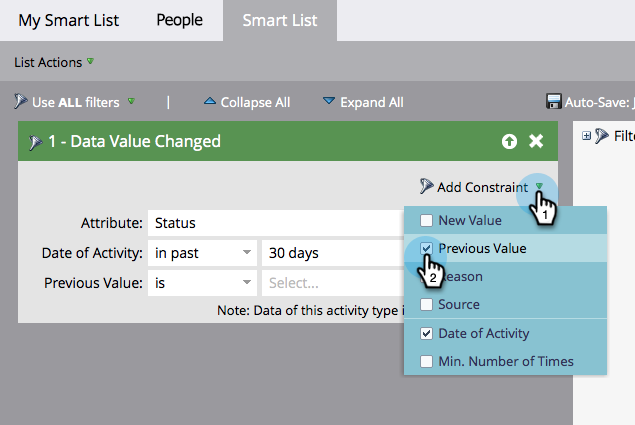 My Smart List People Smart List
List Actions
Use ALL filters | Collapse All Expand All Auto-Save:
Filt
1 - Data Value Changed
Add Constraint
1
Attribute: Status
New Value
Date of Activity: in past 30 days
Previous Value
2
Previous Value: is Select...
Reason
Note: Data of this activity type i
Source
Date of Activity
Min. Number of Times